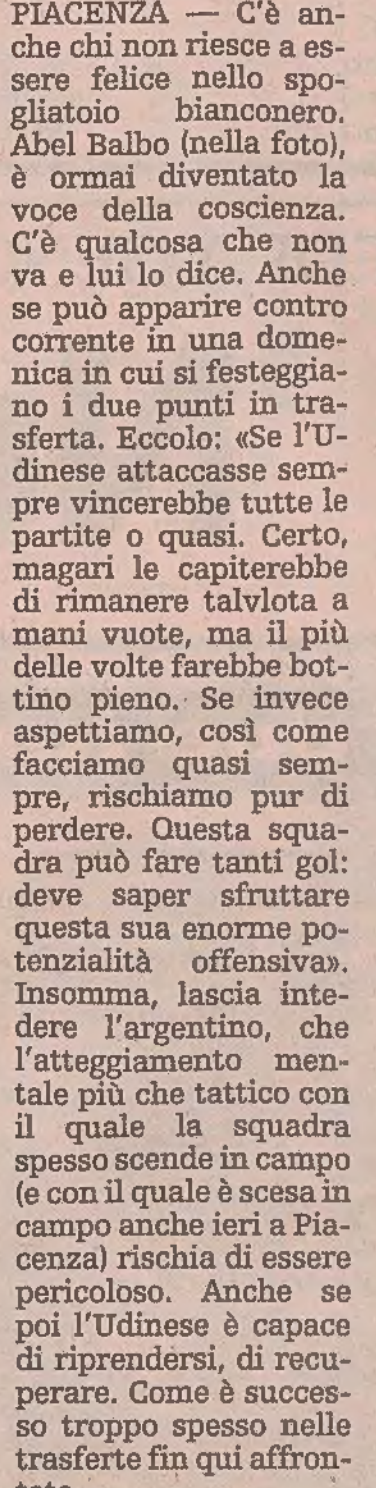 PIACENZA — C'è an-
che chi non riesce a es-
sere felice nello spo-
gliatoio bianconero.
Abel Balbo (nella foto),
è ormai diventato la
voce della coscienza.
C'è qualcosa che non
va e lui lo dice. Anche
se può apparire contro
corrente in una dome-
nica in cui si festeggia-
no i due punti in tra-
sferta. Eccolo: «Se l'U-
dinese attaccasse sem-
pre vincerebbe tutte le
partite o quasi. Certo,
magari le capiterebbe
di rimanere talvlota a
mani vuote, ma il più
delle volte farebbe bot-
tino pieno. Se invece
aspettiamo, così come
facciamo quasi sem-
pre, rischiamo pur di
perdere. Questa squa-
dra può fare tanti gol:
deve saper sfruttare
questa sua enorme po-
tenzialità offensiva».
Insomma, lascia inte-
dere l'argentino, che
l'atteggiamento men-
tale più che tattico con
il quale la squadra
spesso scende in campo
(e con il quale è scesa in
campo anche ieri a Pia-
cenza) rischia di essere
pericoloso. Anche se
poi l'Udinese è capace
di riprendersi, di recu-
perare. Come è succes-
so troppo spesso nelle
trasferte fin qui affron-